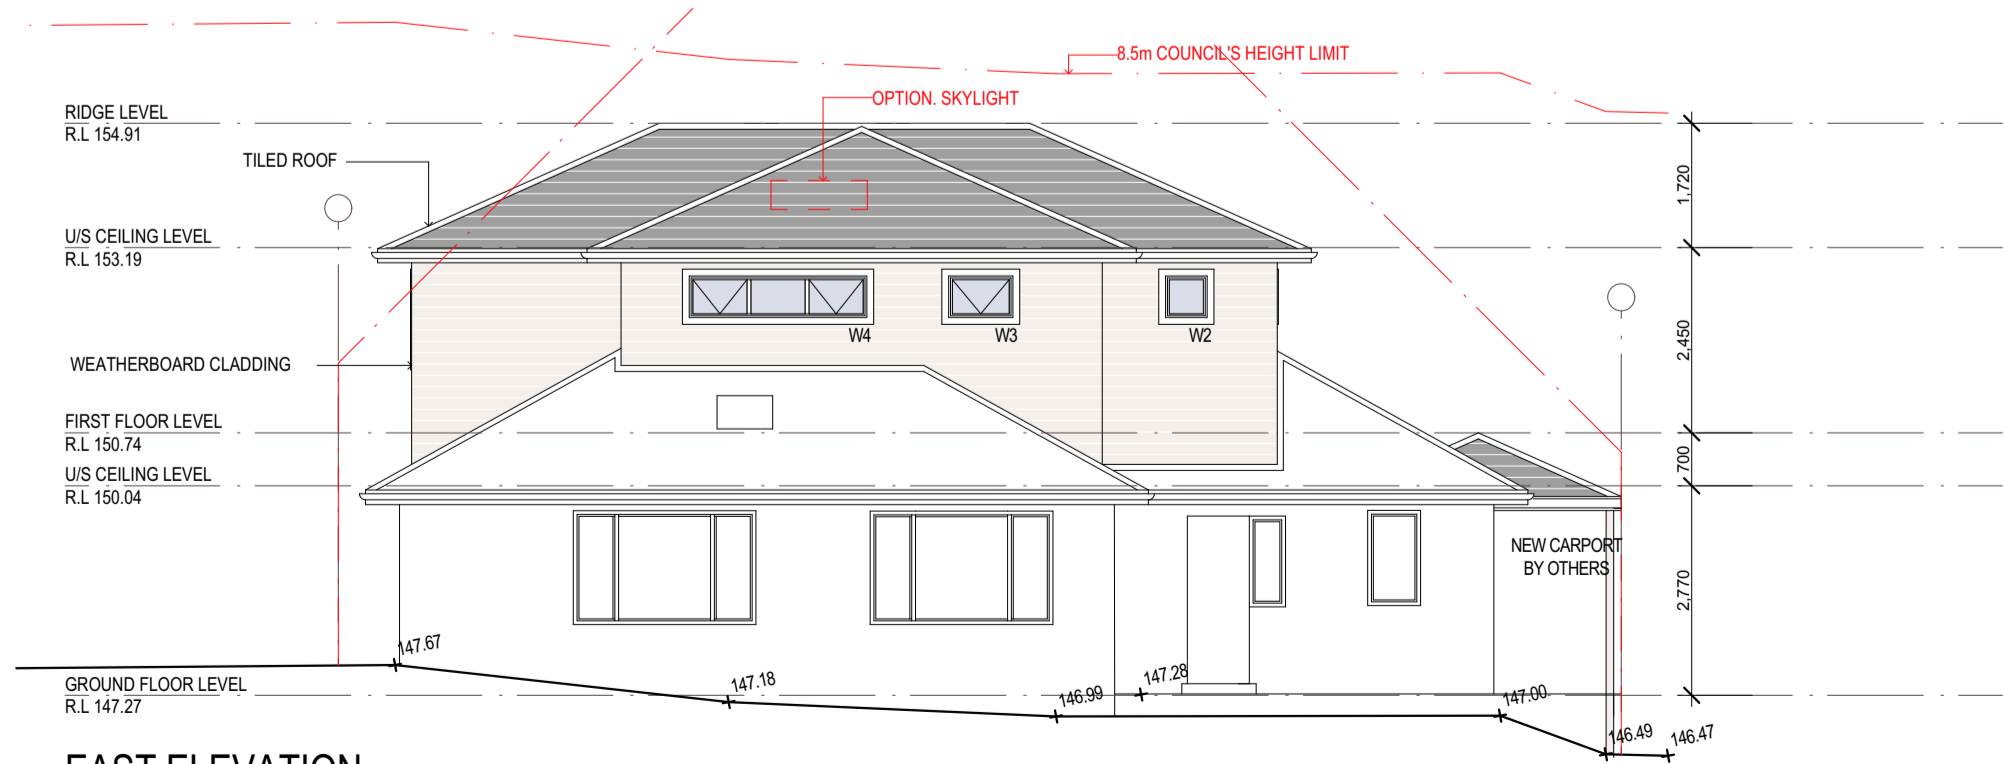 8.5m COUNCIL'S HEIGHT LIMIT
OPTION. SKYLIGHT
RIDGE LEVEL
R.L 154.91
TILED ROOF
1,720
U/S CEILING LEVEL
R.L 153.19
W4
W3
W2
2,450
WEATHERBOARD CLADDING
FIRST FLOOR LEVEL
R.L 150.74
700
U/S CEILING LEVEL
R.L 150.04
NEW CARPORT
BY OTHERS
2,770
147.67
147.18
146.99
147.28
147.00
146.49
146.47
GROUND FLOOR LEVEL
R.L 147.27
EAST ELEVATION